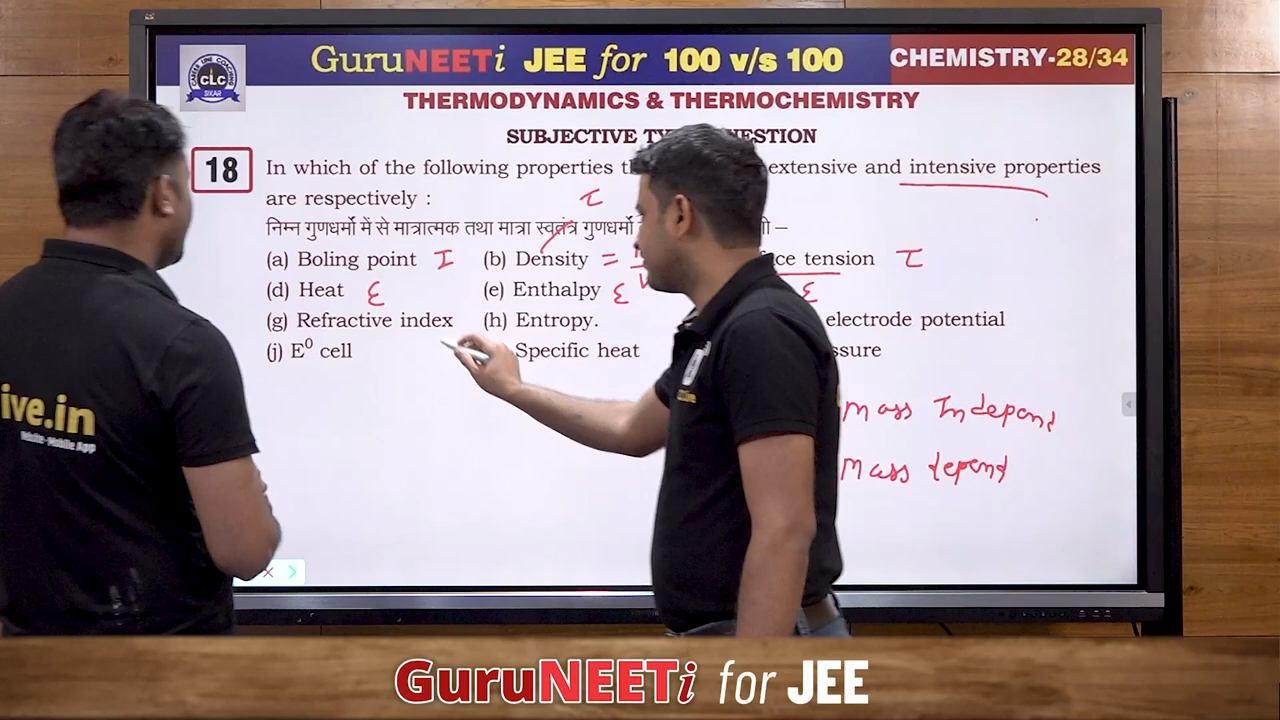 GuruNEETi JEE for 100 v/s 100 CHEMISTRY-28/34
CLC
SIKAR
THERMODYNAMICS & THERMOCHEMISTRY
SUBJECTIVE ESTION
18 In which of the following properties extensive and intensive properties
are respectively : I
निम्न गुणधर्मो में से मात्रात्मक तथा मात्रा स्वतंत्र गुणधर्मो
(a) Boling point I (b) Density = face tension I
(d) Heat ε (e) Enthalpy ε ε
(g) Refractive index (h) Entropy. electrode potential
(j) E⁰ cell Specific heat ssure
mass Independ
mass depend
ive.in
GuruNEETi for JEE